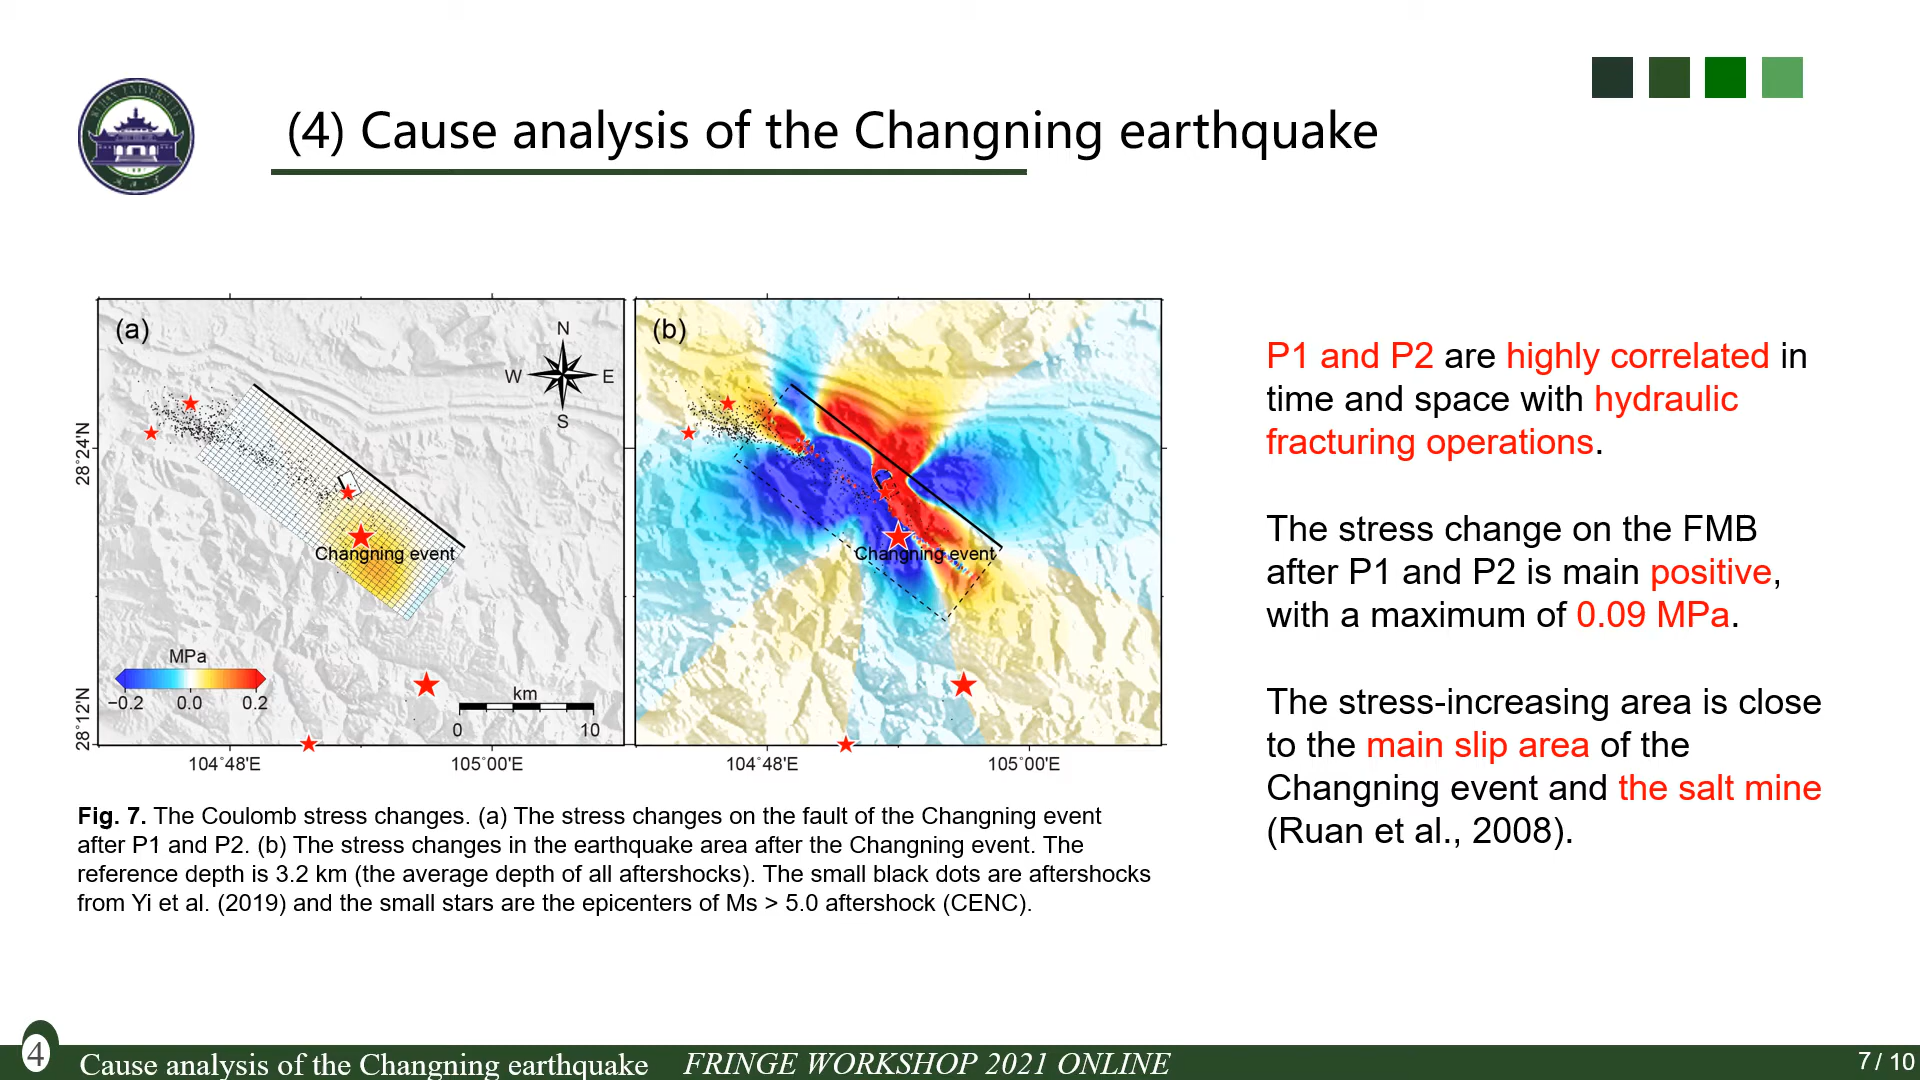 (4) Cause analysis of the Changning earthquake
(a)
N
W
E
S
Changning event
MPa
−0.2 0.0 0.2
km
0 10
28°24'N
28°12'N
104°48'E 105°00'E
(b)
Changning event
104°48'E 105°00'E
Fig. 7. The Coulomb stress changes. (a) The stress changes on the fault of the Changning event
after P1 and P2. (b) The stress changes in the earthquake area after the Changning event. The
reference depth is 3.2 km (the average depth of all aftershocks). The small black dots are aftershocks
from Yi et al. (2019) and the small stars are the epicenters of Ms > 5.0 aftershock (CENC).
P1 and P2 are highly correlated in
time and space with hydraulic
fracturing operations.
The stress change on the FMB
after P1 and P2 is main positive,
with a maximum of 0.09 MPa.
The stress-increasing area is close
to the main slip area of the
Changning event and the salt mine
(Ruan et al., 2008).
4
Cause analysis of the Changning earthquake FRINGE WORKSHOP 2021 ONLINE
7 / 10